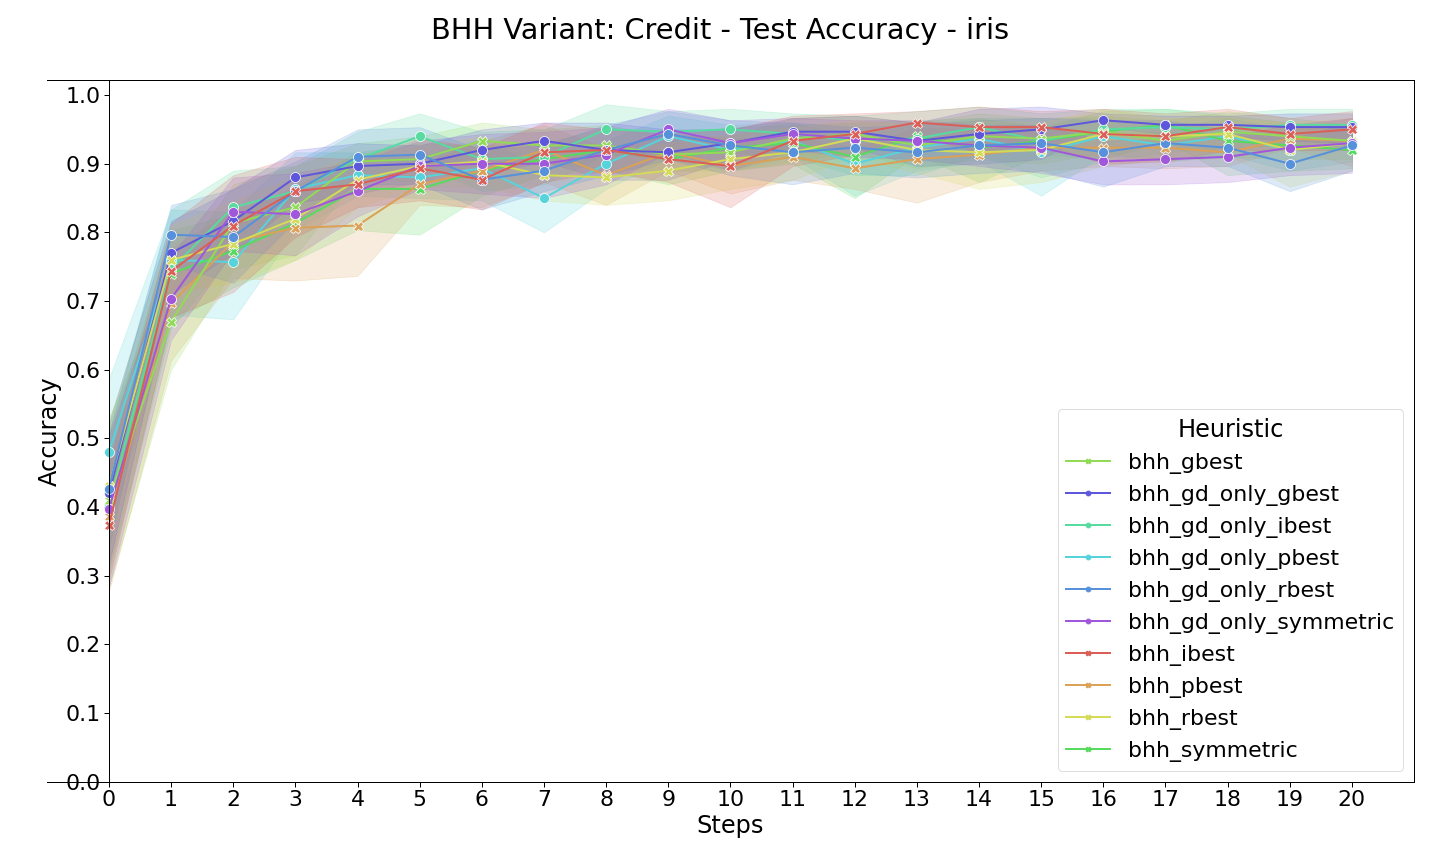 BHH Variant: Credit - Test Accuracy - iris
1.0
0.9
0.8
0.7
0.6
0.5
0.4
0.3
0.2
0.1
0.0
Accuracy
0 1 2 3 4 5 6 7 8 9 10 11 12 13 14 15 16 17 18 19 20
Steps
Heuristic
bhh_gbest
bhh_gd_only_gbest
bhh_gd_only_ibest
bhh_gd_only_pbest
bhh_gd_only_rbest
bhh_gd_only_symmetric
bhh_ibest
bhh_pbest
bhh_rbest
bhh_symmetric